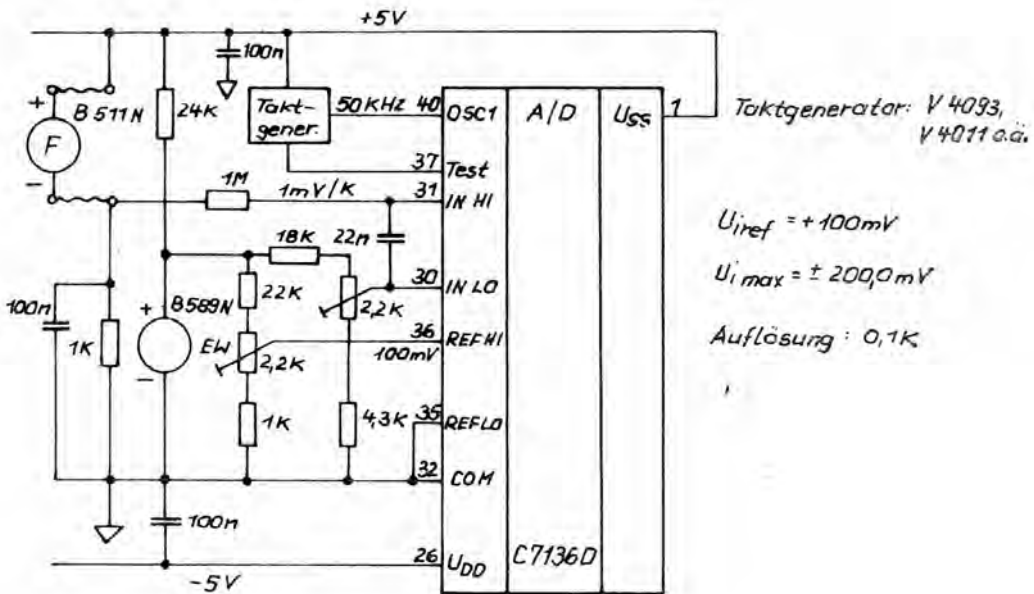 +5V
100n
B511N
24K
Takt-
gener.
50KHz 40
OSC1
A/D
Uss
1
Taktgenerator: V 4093,
V 4011 o.ä.
+
F
−
37
Test
1M
1mV/K
31
IN HI
18K
22n
Uiref = +100mV
30
IN LO
Ui max = ± 200,0mV
100n
1K
+
B589N
−
22K
2,2K
EW
2,2K
36
REF HI
100mV
Auflösung : 0,1K
1K
4,3K
35
REF LO
32
COM
100n
26
UDD
C7136D
-5V